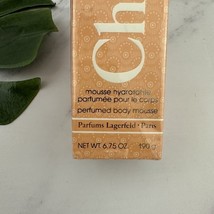 Ch
mousse hydratante
parfumée pour le corps
perfumed body mousse
Parfums Lagerfeld • Paris
NET WT 6.75 OZ 190 g